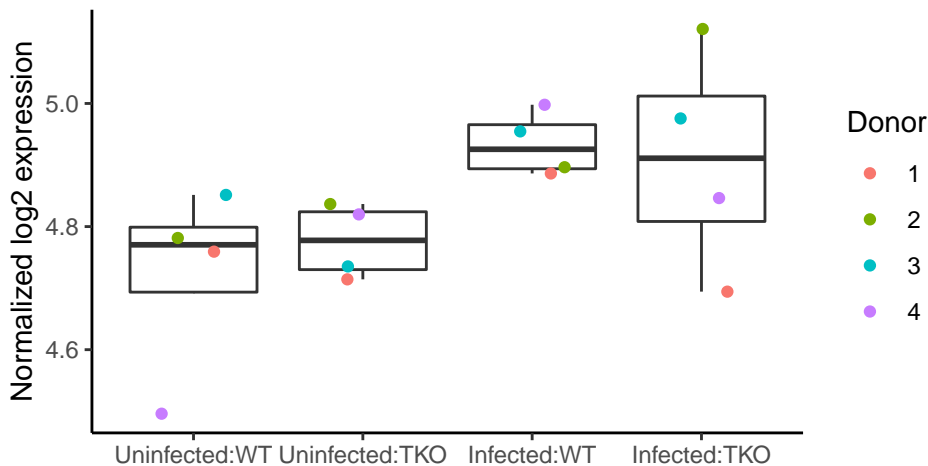 Normalized log2 expression
5.0
4.8
4.6
Uninfected:WT Uninfected:TKO Infected:WT Infected:TKO
Donor
1
2
3
4